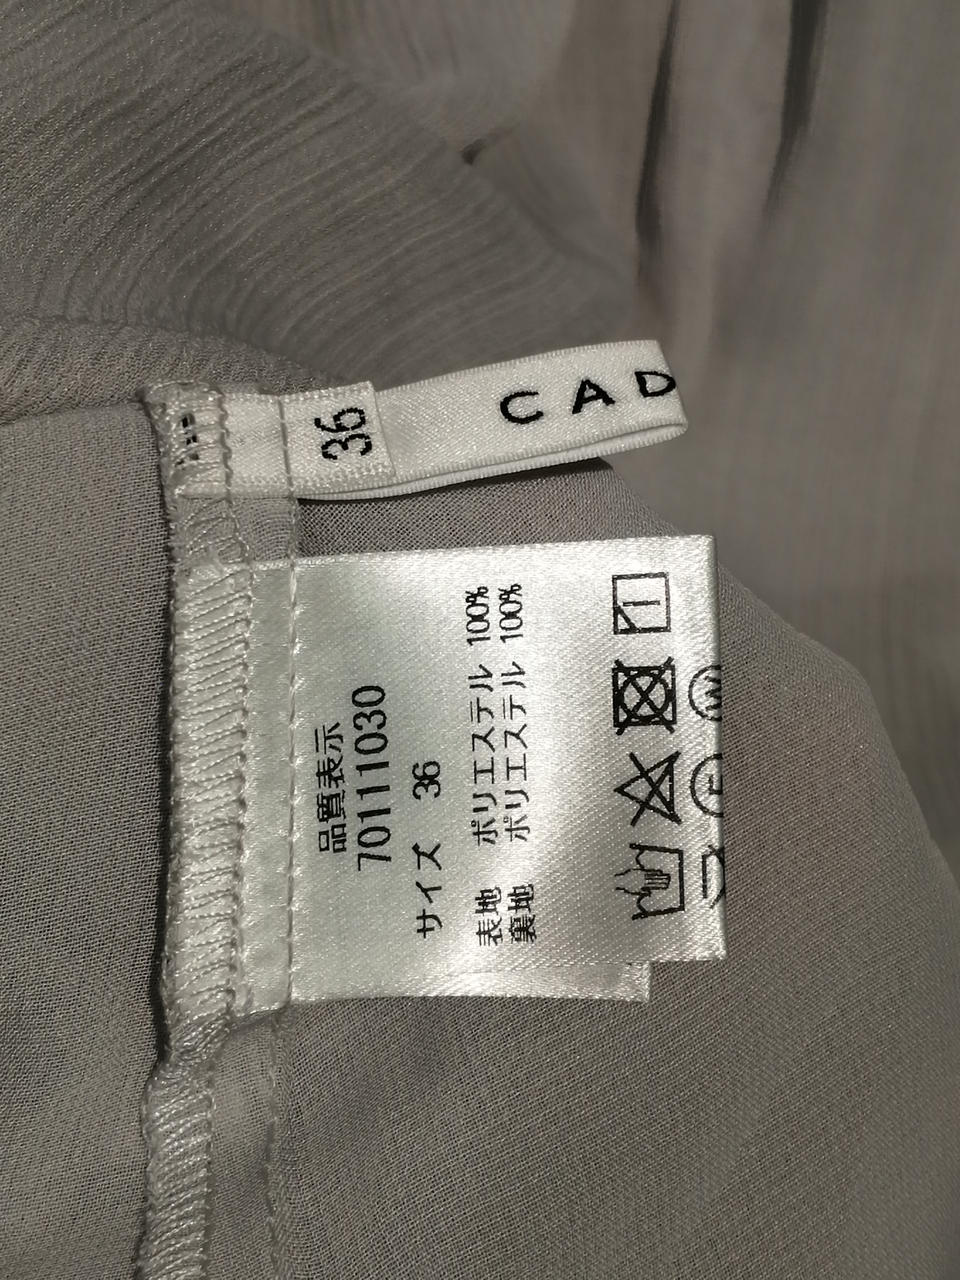 CAD
36
品質表示
70111030
サイズ 36
表地 ポリエステル 100%
裏地 ポリエステル 100%